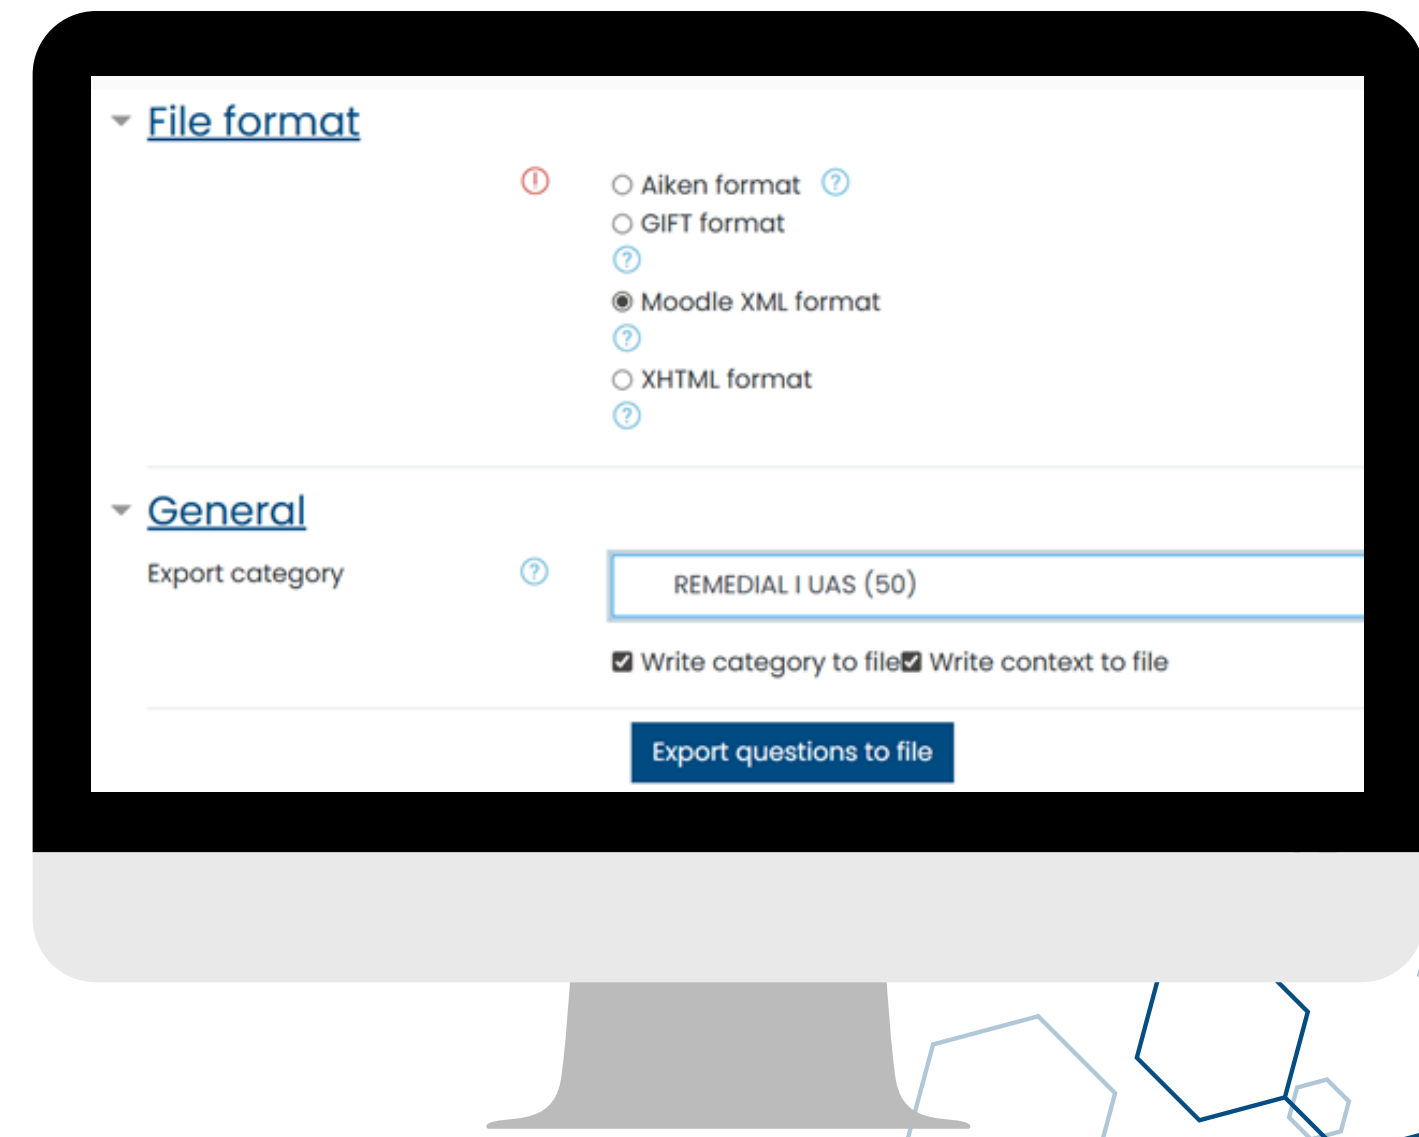 File format
Aiken format
GIFT format
Moodle XML format
XHTML format
General
Export category
REMEDIAL I UAS (50)
Write category to file Write context to file
Export questions to file